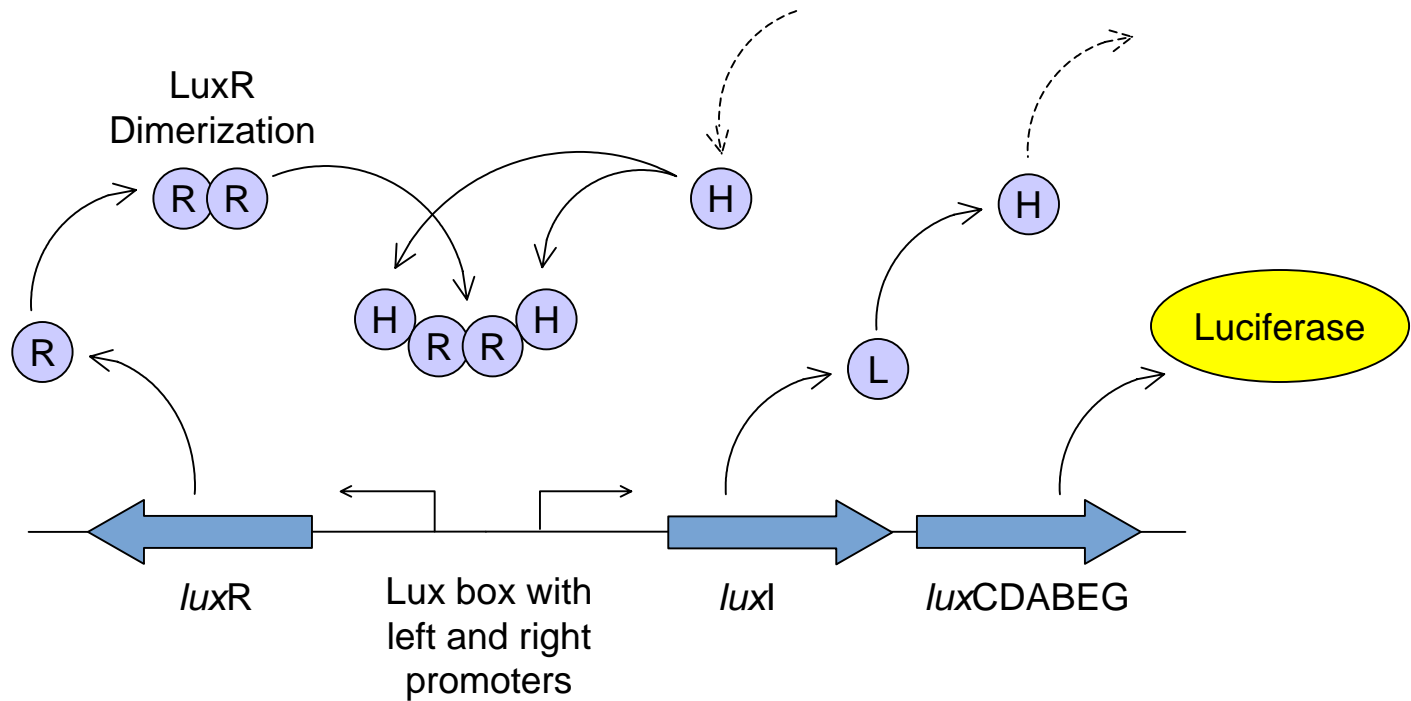 LuxR
Dimerization
R R
H
H
H
H
R R
R
L
Luciferase
luxR
Lux box with
left and right
promoters
luxI
luxCDABEG